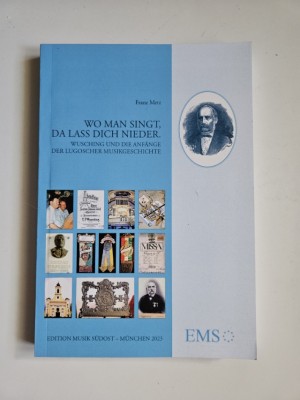 Franz Metz
WO MAN SINGT,
DA LASS DICH NIEDER.
WUSCHING UND DIE ANFÄNGE
DER LUGOSCHER MUSIKGESCHICHTE
MISSA
EDITION MUSIK SÜDOST – MÜNCHEN 2023
EMS